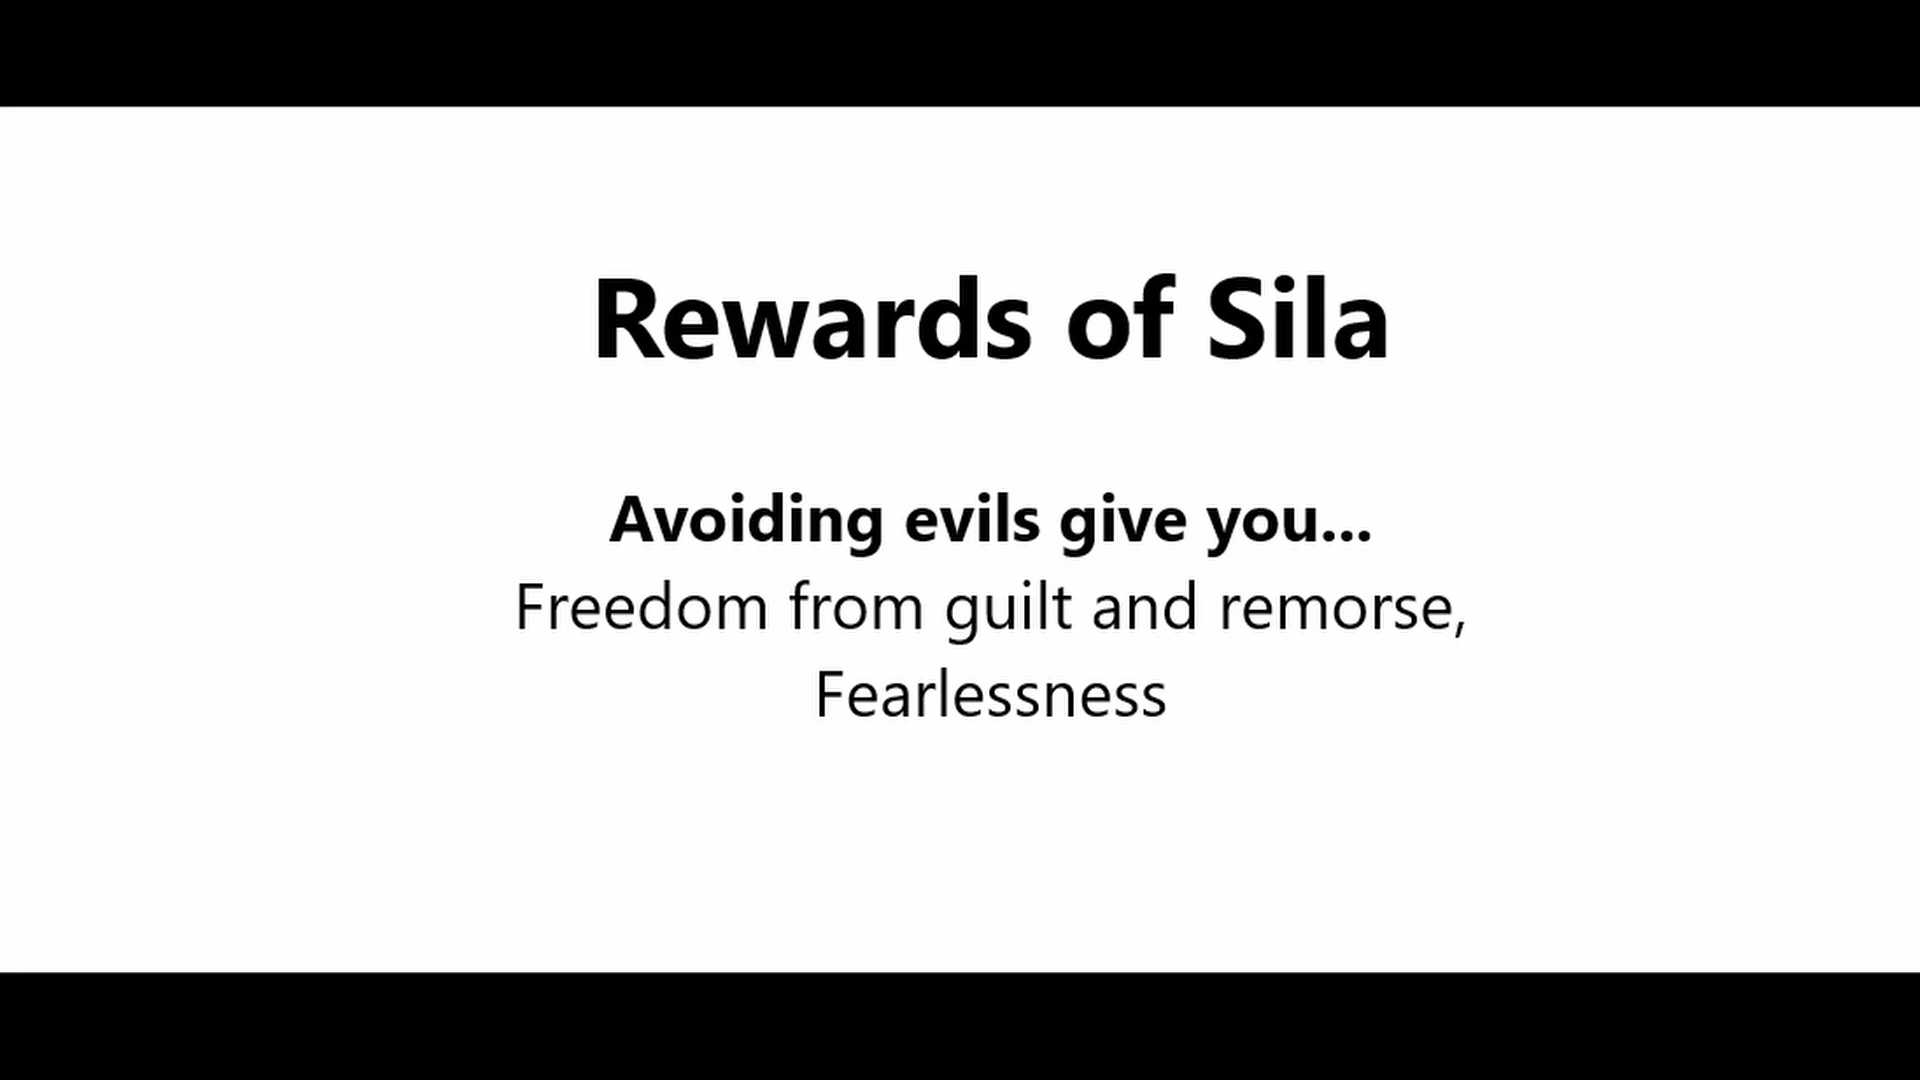 Rewards of Sila
Avoiding evils give you...
Freedom from guilt and remorse,
Fearlessness